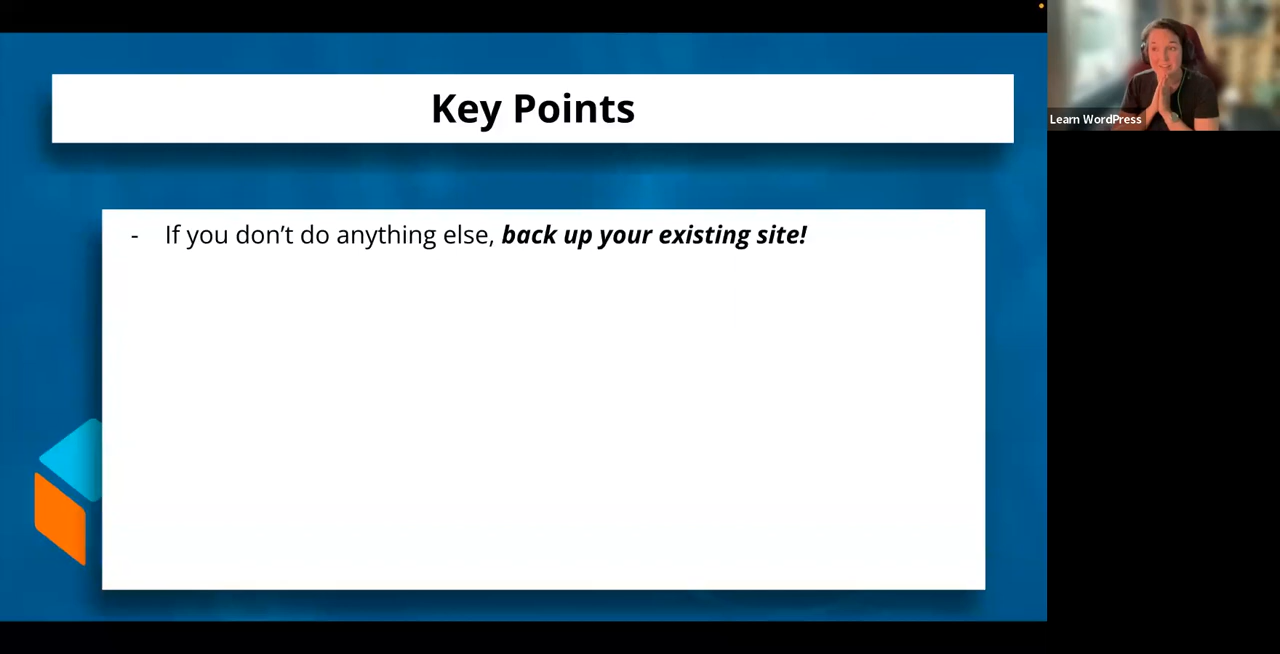 Key Points
- If you don’t do anything else, back up your existing site!
Learn WordPress